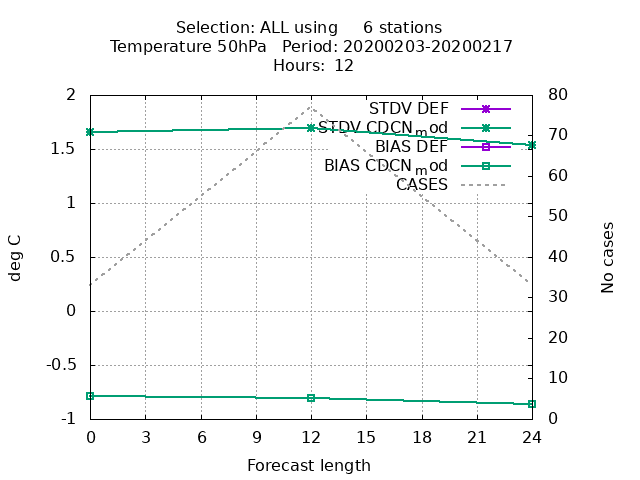 Selection: ALL using 6 stations
Temperature 50hPa Period: 20200203-20200217
Hours: 12
2
1.5
1
0.5
0
-0.5
-1
deg C
STDV DEF
STDV CDCN_mod
BIAS DEF
BIAS CDCN_mod
CASES
80
70
60
50
40
30
20
10
0
No cases
0 3 6 9 12 15 18 21 24
Forecast length